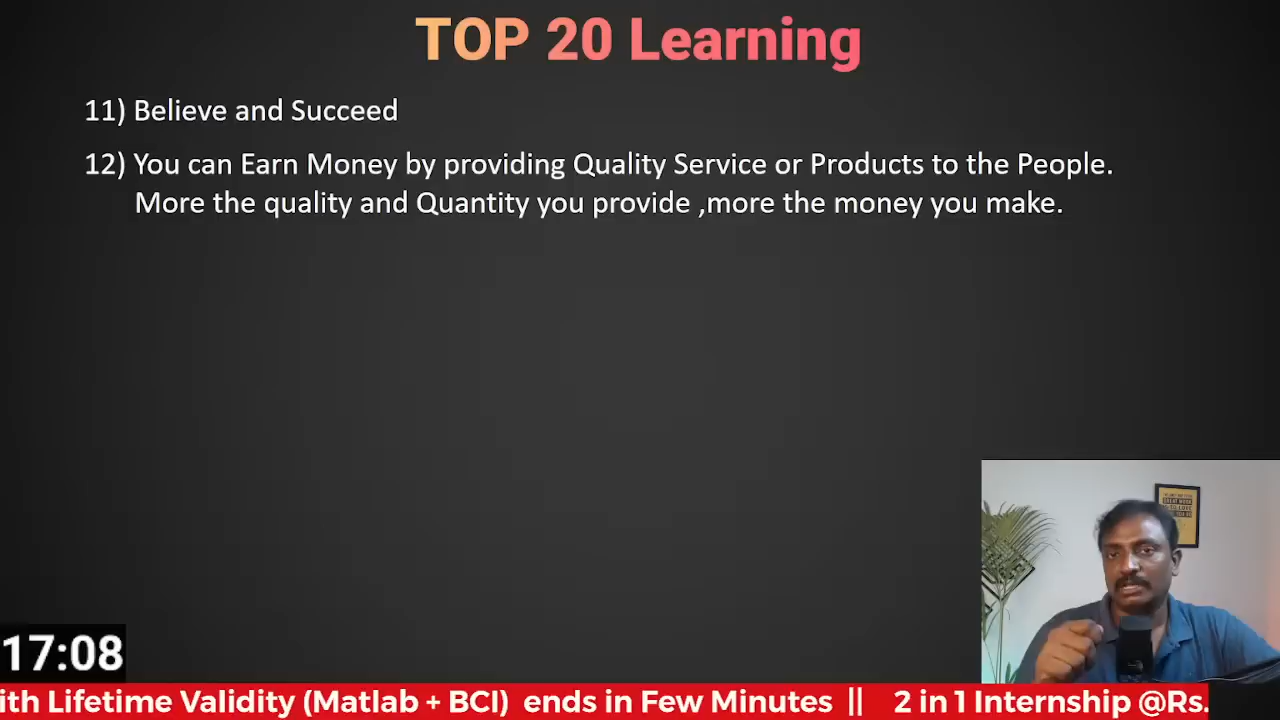 TOP 20 Learning
11) Believe and Succeed
12) You can Earn Money by providing Quality Service or Products to the People.
More the quality and Quantity you provide ,more the money you make.
17:08
ith Lifetime Validity (Matlab + BCI) ends in Few Minutes || 2 in 1 Internship @Rs.